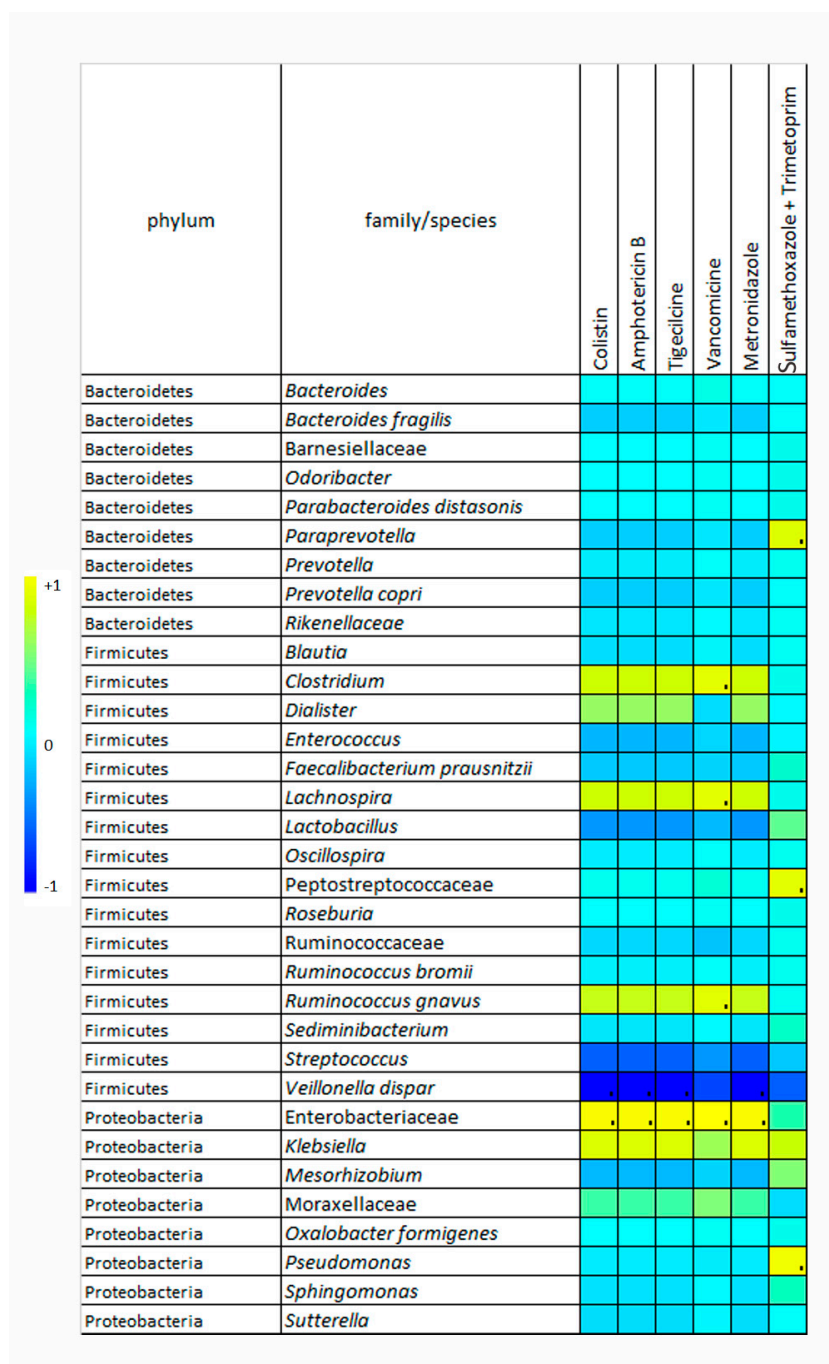 phylum family/species Colistin Amphotericin B Tigecilcine Vancomicine Metronidazole Sulfamethoxazole + Trimetoprim
Bacteroidetes Bacteroides
Bacteroidetes Bacteroides fragilis
Bacteroidetes Barnesiellaceae
Bacteroidetes Odoribacter
Bacteroidetes Parabacteroides distasonis
Bacteroidetes Paraprevotella
Bacteroidetes Prevotella
+1
Bacteroidetes Prevotella copri
Bacteroidetes Rikenellaceae
Firmicutes Blautia
Firmicutes Clostridium
Firmicutes Dialister
0
Firmicutes Enterococcus
Firmicutes Faecalibacterium prausnitzii
Firmicutes Lachnospira
Firmicutes Lactobacillus
Firmicutes Oscillospira
-1
Firmicutes Peptostreptococcaceae
Firmicutes Roseburia
Firmicutes Ruminococcaceae
Firmicutes Ruminococcus bromii
Firmicutes Ruminococcus gnavus
Firmicutes Sediminibacterium
Firmicutes Streptococcus
Firmicutes Veillonella dispar
Proteobacteria Enterobacteriaceae
Proteobacteria Klebsiella
Proteobacteria Mesorhizobium
Proteobacteria Moraxellaceae
Proteobacteria Oxalobacter formigenes
Proteobacteria Pseudomonas
Proteobacteria Sphingomonas
Proteobacteria Sutterella